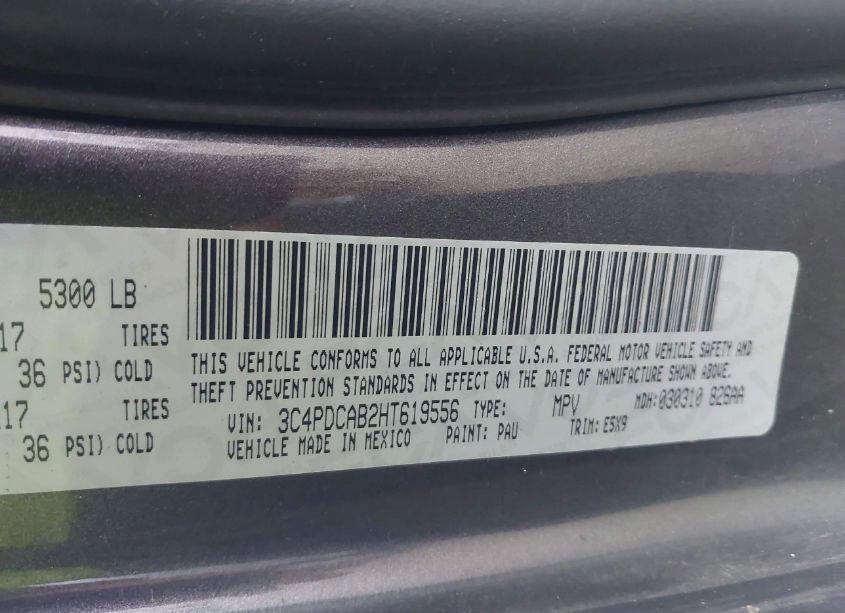 5300 LB
17 TIRES
36 PSI) COLD
17 TIRES
36 PSI) COLD
THIS VEHICLE CONFORMS TO ALL APPLICABLE U.S.A. FEDERAL MOTOR VEHICLE SAFETY AND
THEFT PREVENTION STANDARDS IN EFFECT ON THE DATE OF MANUFACTURE SHOWN ABOVE.
VIN: 3C4PDCAB2HT619556 TYPE: MPV MDH: 030310 826AA
VEHICLE MADE IN MEXICO PAINT: PAU TRIM: E5X9